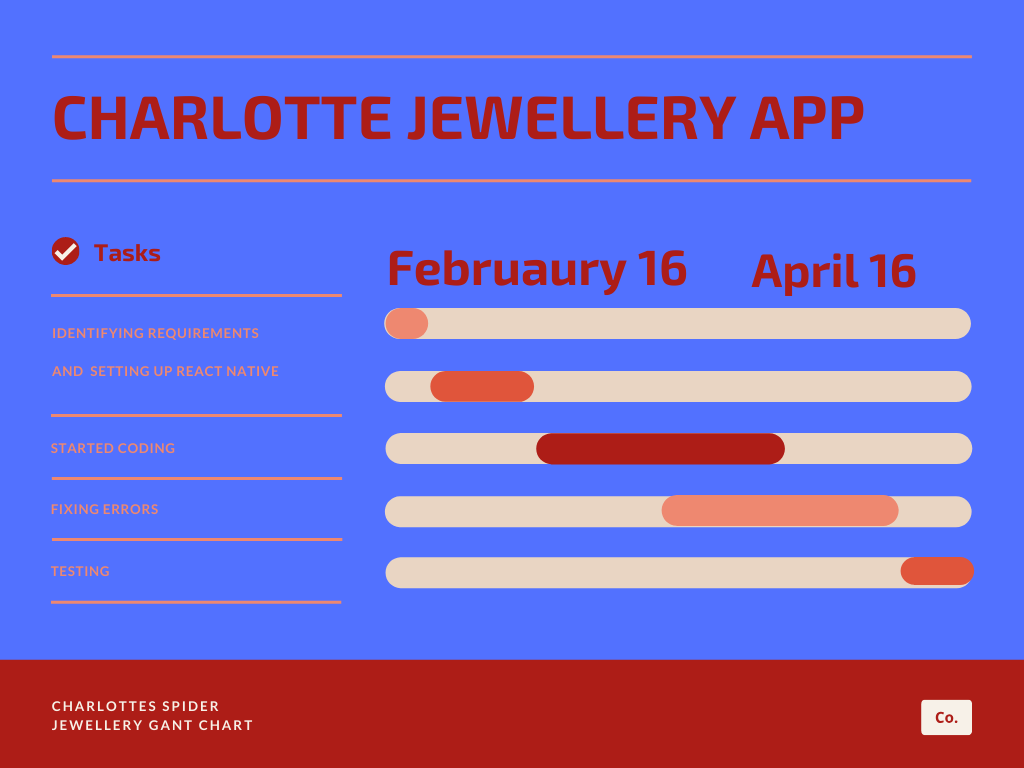 CHARLOTTE JEWELLERY APP
Tasks
Februaury 16
April 16
IDENTIFYING REQUIREMENTS
AND SETTING UP REACT NATIVE
STARTED CODING
FIXING ERRORS
TESTING
CHARLOTTES SPIDER
JEWELLERY GANT CHART
Co.